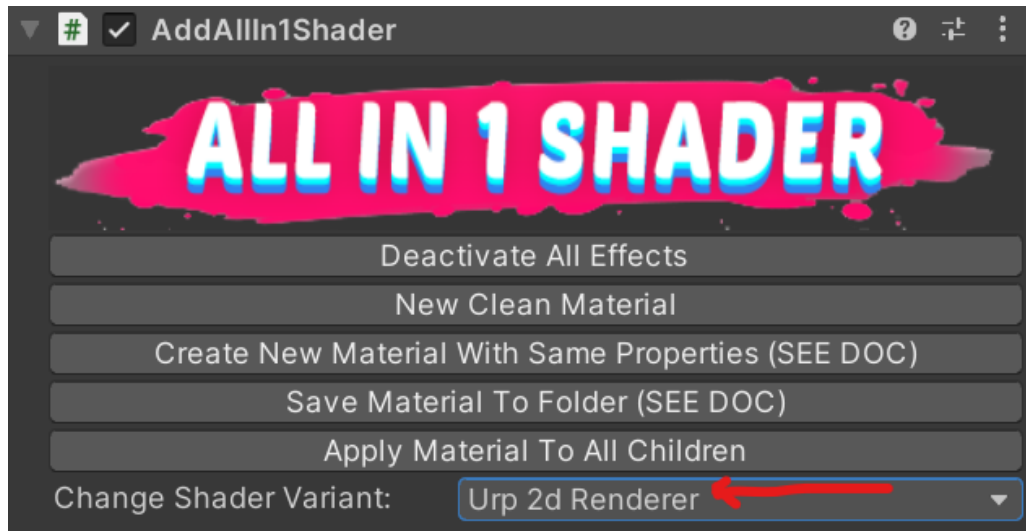 AddAllIn1Shader
ALL IN 1 SHADER
Deactivate All Effects
New Clean Material
Create New Material With Same Properties (SEE DOC)
Save Material To Folder (SEE DOC)
Apply Material To All Children
Change Shader Variant: Urp 2d Renderer